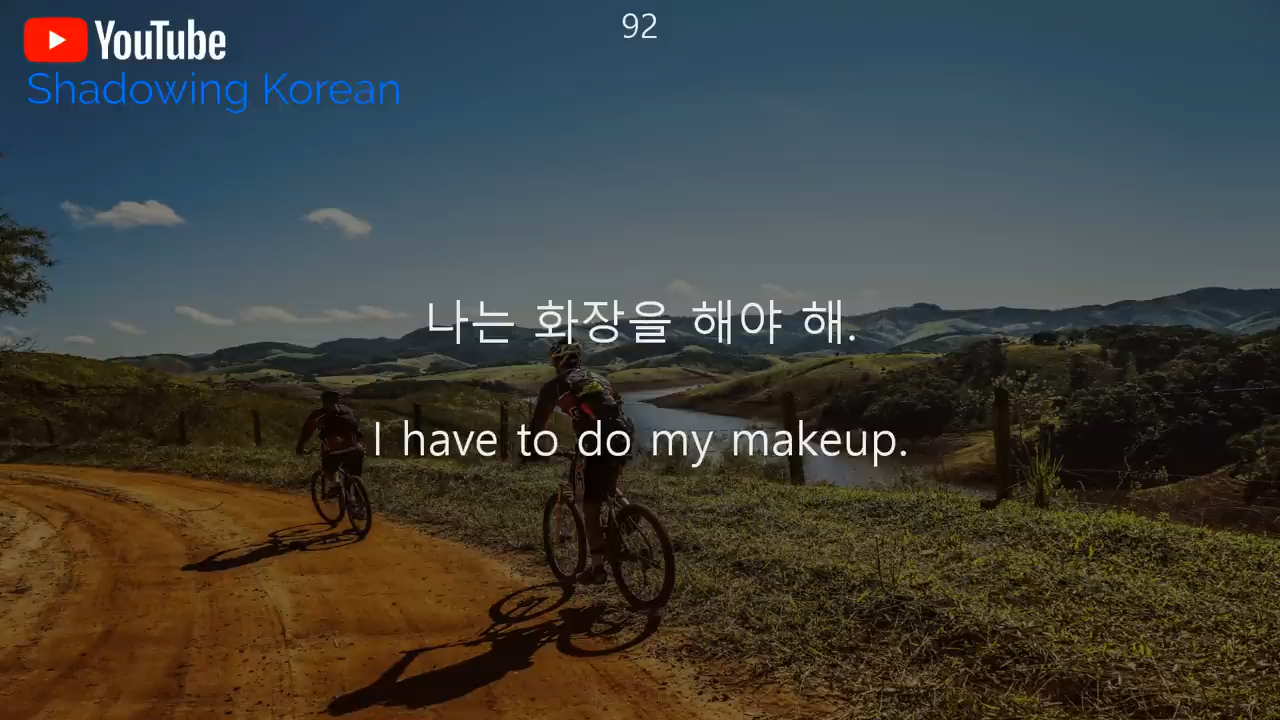 92
YouTube
Shadowing Korean
나는 화장을 해야 해.
I have to do my makeup.